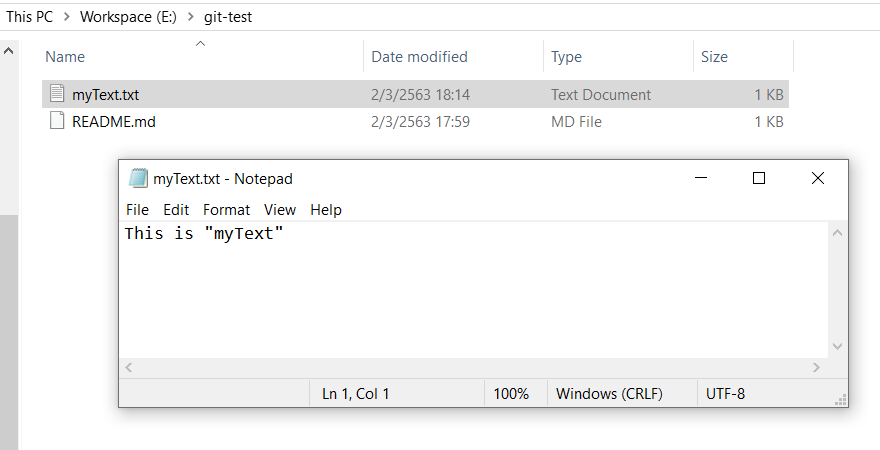 This PC > Workspace (E:) > git-test
Name Date modified Type Size
myText.txt 2/3/2563 18:14 Text Document 1 KB
README.md 2/3/2563 17:59 MD File 1 KB
myText.txt - Notepad
File Edit Format View Help
This is "myText"
Ln 1, Col 1 100% Windows (CRLF) UTF-8